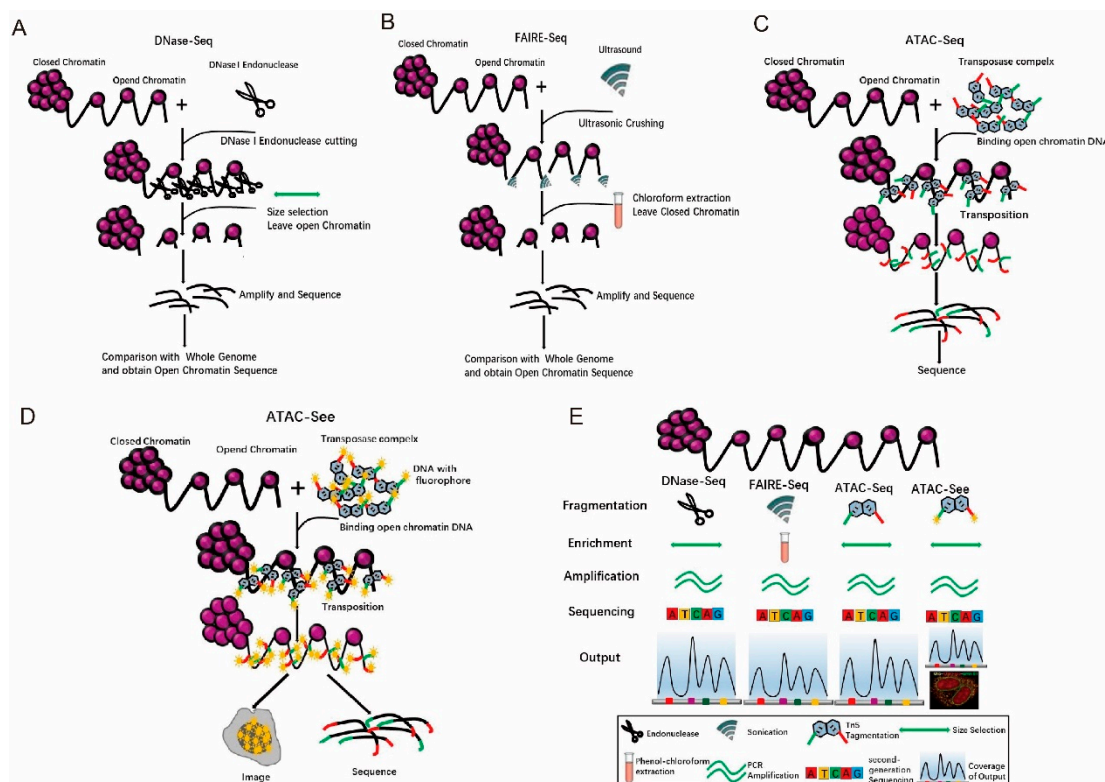 A
DNase-Seq
Closed Chromatin
DNase I Endonuclease
Opend Chromatin
+
DNase I Endonuclease cutting
Size selection
Leave open Chromatin
Amplify and Sequence
Comparison with Whole Genome
and obtain Open Chromatin Sequence
B
FAIRE-Seq
Closed Chromatin
Ultrasound
Opend Chromatin
+
Ultrasonic Crushing
Chloroform extraction
Leave Closed Chromatin
Amplify and Sequence
Comparison with Whole Genome
and obtain Open Chromatin Sequence
C
ATAC-Seq
Closed Chromatin
Transposase compelx
Opend Chromatin
+
Binding open chromatin DNA
Transposition
Sequence
D
ATAC-See
Closed Chromatin
Transposase compelx
Opend Chromatin
DNA with
fluorophore
+
Binding open chromatin DNA
Transposition
Image
Sequence
E
DNase-Seq FAIRE-Seq ATAC-Seq ATAC-See
Fragmentation
Enrichment
Amplification
Sequencing
ATCAG ATCAG ATCAG ATCAG
Output
Endonuclease
Sonication
Tn5
Tagmentation
Size Selection
Phenol-chloroform
extraction
PCR
Amplification
ATCAG
second-
generation
Sequencing
Coverage
of Output